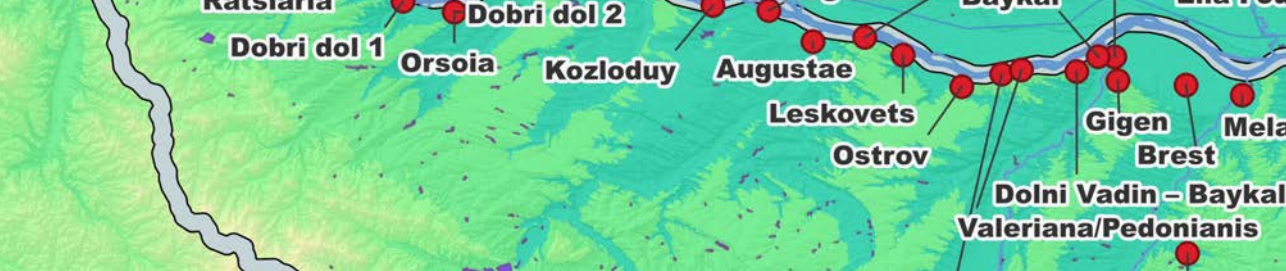 Ratsiaria
Dobri dol 2
Baykal
Dobri dol 1
Orsoia
Kozloduy
Augustae
Leskovets
Gigen
Mela
Ostrov
Brest
Dolni Vadin – Baykal
Valeriana/Pedonianis